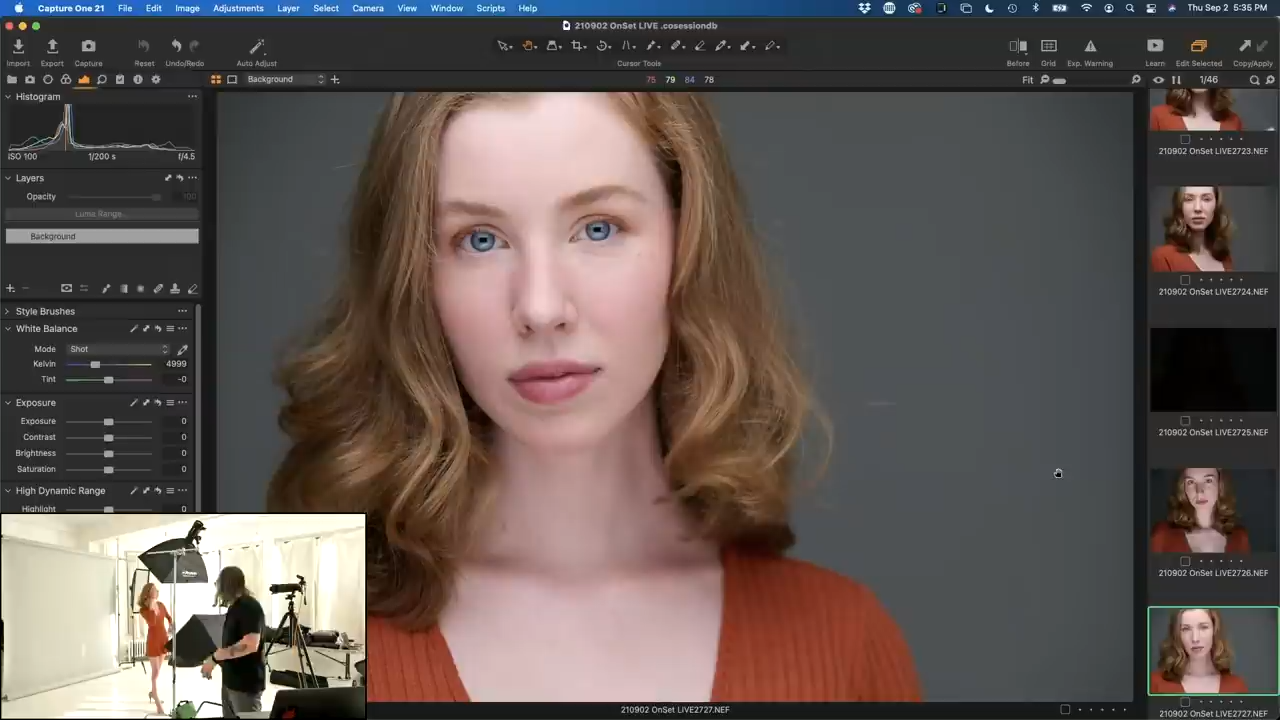 Capture One 21 File Edit Image Adjustments Layer Select Camera View Window Scripts Help Thu Sep 2 5:35 PM
210902 OnSet LIVE .cosessiondb
Import Export Capture Reset Undo/Redo Auto Adjust Cursor Tools Before Grid Exp. Warning Learn Edit Selected Copy/Apply
Background 75 79 84 78 Fit 1/46
Histogram
ISO 100 1/200 s f/4.5
Layers
Opacity 100
Luma Range...
Background
Style Brushes
White Balance
Mode Shot
Kelvin 4999
Tint -0
Exposure
Exposure 0
Contrast 0
Brightness 0
Saturation 0
High Dynamic Range
Highlight 0
210902 OnSet LIVE2727.NEF
210902 OnSet LIVE2723.NEF
210902 OnSet LIVE2724.NEF
210902 OnSet LIVE2725.NEF
210902 OnSet LIVE2726.NEF
210902 OnSet LIVE2727.NEF